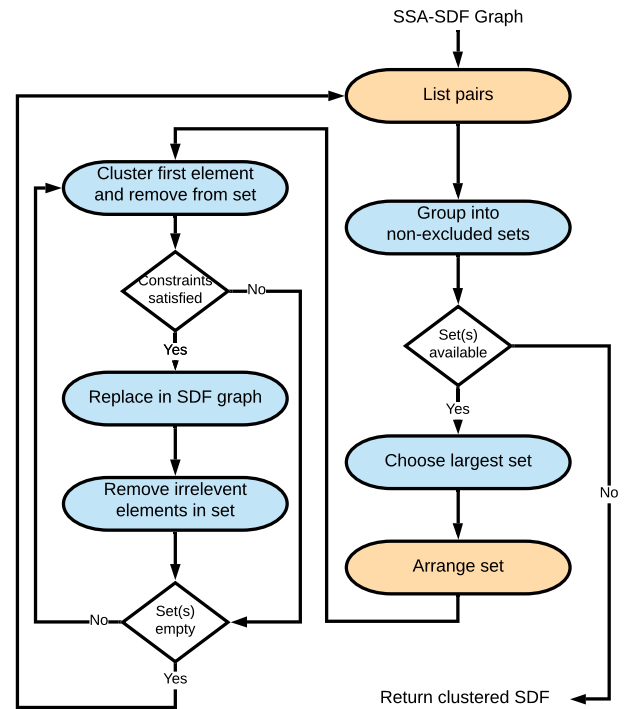 SSA-SDF Graph
List pairs
Group into
non-excluded sets
Set(s)
available
Yes
No
Choose largest set
Arrange set
Cluster first element
and remove from set
Constraints
satisfied
No
Yes
Replace in SDF graph
Remove irrelevent
elements in set
Set(s)
empty
No
Yes
Return clustered SDF